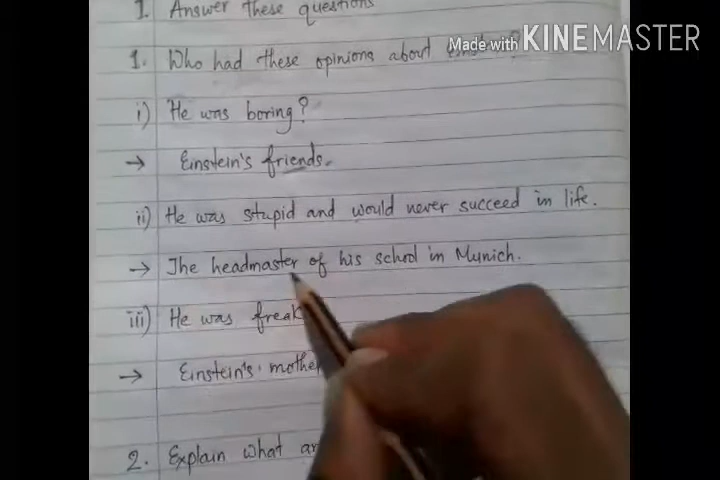 I. Answer these questions
Made with KINEMASTER
1. Who had these opinions about
i) He was boring?
→ Einstein's friends.
ii) He was stupid and would never succeed in life.
→ The headmaster of his school in Munich.
iii) He was freak
→ Einstein's mother
2. Explain what